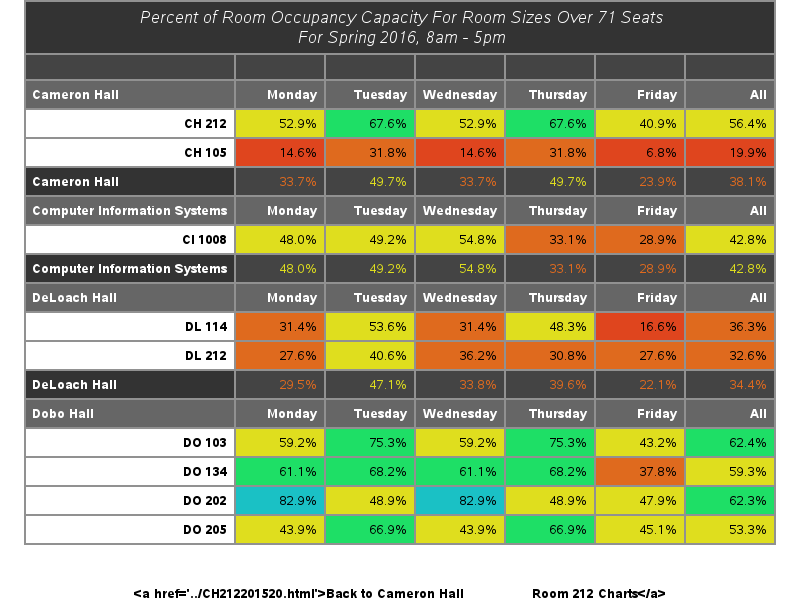 Percent of Room Occupancy Capacity For Room Sizes Over 71 Seats
For Spring 2016, 8am - 5pm
Cameron Hall Monday Tuesday Wednesday Thursday Friday All
CH 212 52.9% 67.6% 52.9% 67.6% 40.9% 56.4%
CH 105 14.6% 31.8% 14.6% 31.8% 6.8% 19.9%
Cameron Hall 33.7% 49.7% 33.7% 49.7% 23.9% 38.1%
Computer Information Systems Monday Tuesday Wednesday Thursday Friday All
CI 1008 48.0% 49.2% 54.8% 33.1% 28.9% 42.8%
Computer Information Systems 48.0% 49.2% 54.8% 33.1% 28.9% 42.8%
DeLoach Hall Monday Tuesday Wednesday Thursday Friday All
DL 114 31.4% 53.6% 31.4% 48.3% 16.6% 36.3%
DL 212 27.6% 40.6% 36.2% 30.8% 27.6% 32.6%
DeLoach Hall 29.5% 47.1% 33.8% 39.6% 22.1% 34.4%
Dobo Hall Monday Tuesday Wednesday Thursday Friday All
DO 103 59.2% 75.3% 59.2% 75.3% 43.2% 62.4%
DO 134 61.1% 68.2% 61.1% 68.2% 37.8% 59.3%
DO 202 82.9% 48.9% 82.9% 48.9% 47.9% 62.3%
DO 205 43.9% 66.9% 43.9% 66.9% 45.1% 53.3%
<a href='../CH212201520.html'>Back to Cameron Hall Room 212 Charts</a>